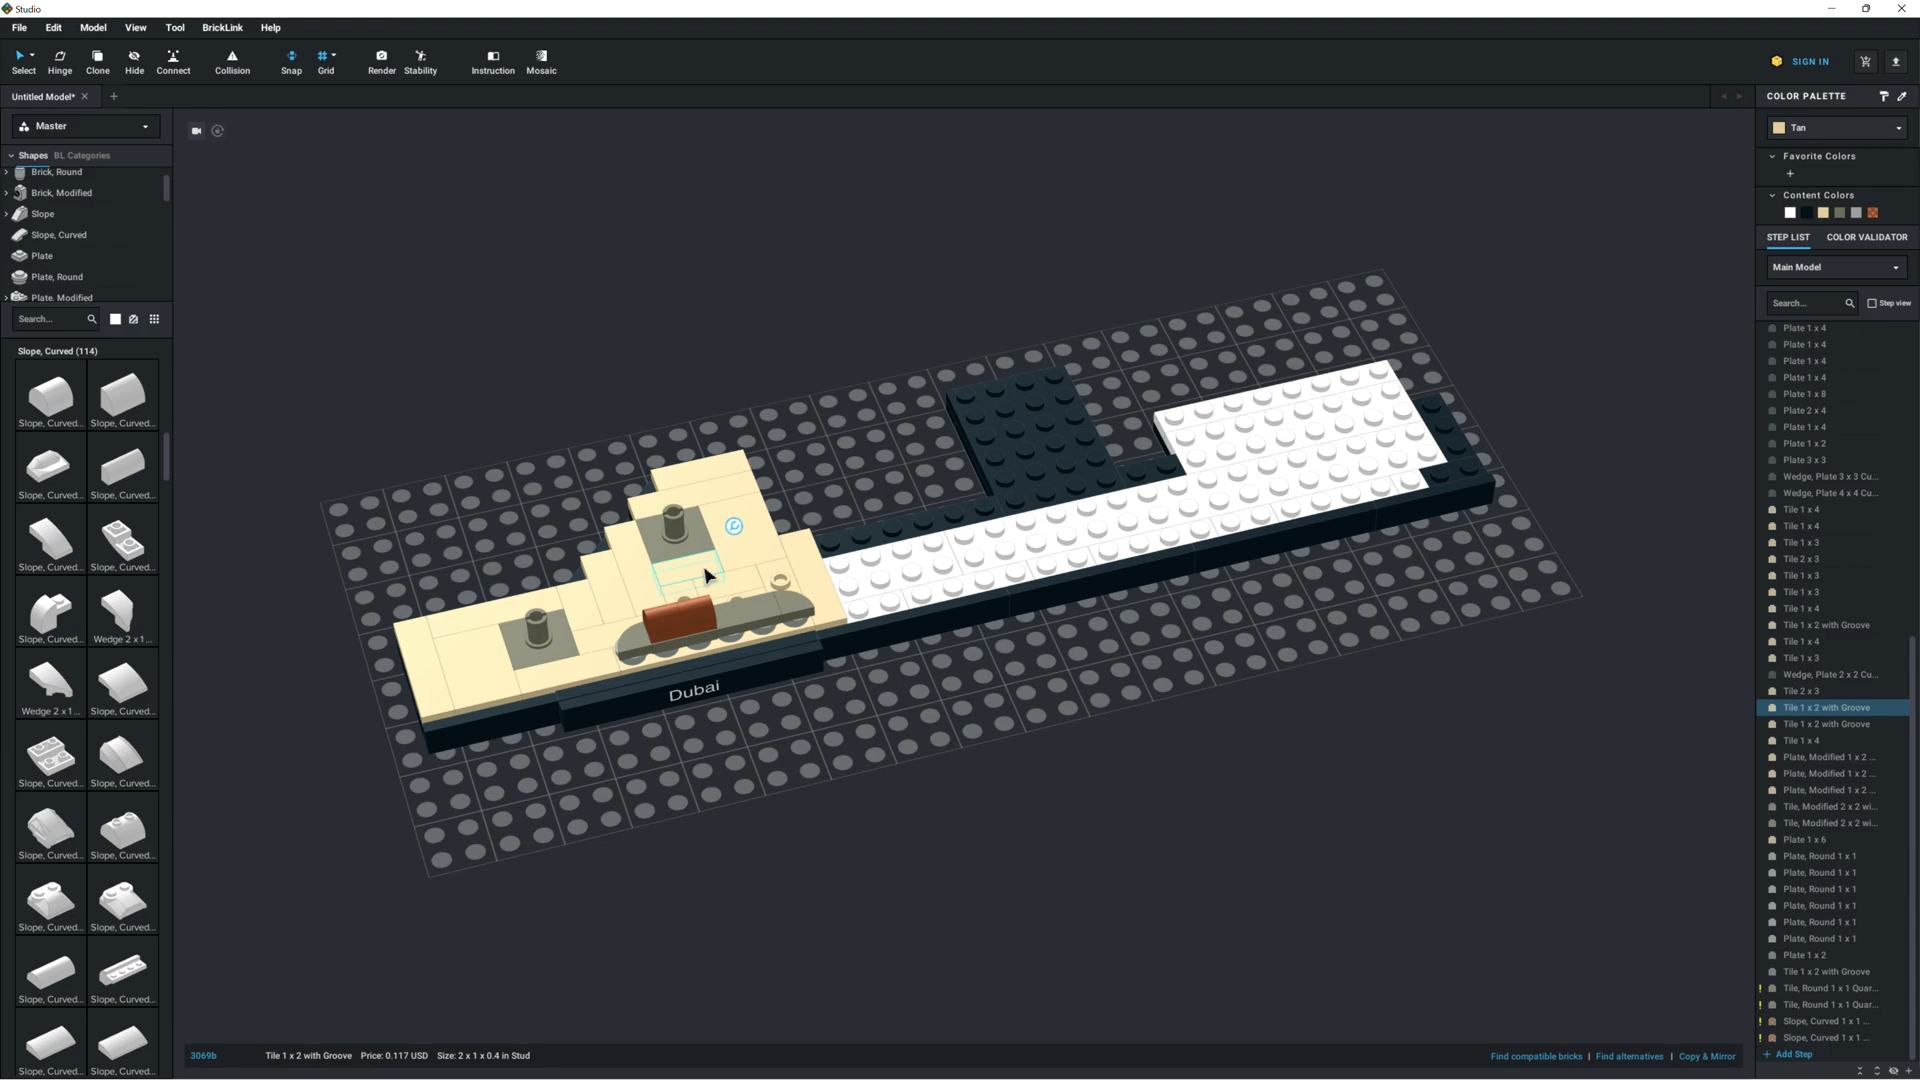 Studio
File Edit Model View Tool BrickLink Help
Select Hinge Clone Hide Connect Collision Snap Grid Render Stability Instruction Mosaic
SIGN IN
Untitled Model*
COLOR PALETTE
Master
Tan
Shapes BL Categories
Favorite Colors
Brick, Round
Brick, Modified
Content Colors
Slope
Slope, Curved
STEP LIST COLOR VALIDATOR
Plate
Main Model
Plate, Round
Plate, Modified
Search...
Search... Step view
Slope, Curved (114)
Slope, Curved... Slope, Curved...
Slope, Curved... Slope, Curved...
Slope, Curved... Slope, Curved...
Slope, Curved... Wedge 2 x 1...
Wedge 2 x 1... Slope, Curved...
Slope, Curved... Slope, Curved...
Slope, Curved... Slope, Curved...
Slope, Curved... Slope, Curved...
Slope, Curved... Slope, Curved...
Slope, Curved... Slope, Curved...
Dubai
Plate 1 x 4
Plate 1 x 4
Plate 1 x 4
Plate 1 x 4
Plate 1 x 8
Plate 2 x 4
Plate 1 x 4
Plate 1 x 2
Plate 3 x 3
Wedge, Plate 3 x 3 Cu...
Wedge, Plate 4 x 4 Cu...
Tile 1 x 4
Tile 1 x 4
Tile 1 x 3
Tile 2 x 3
Tile 1 x 3
Tile 1 x 3
Tile 1 x 4
Tile 1 x 2 with Groove
Tile 1 x 4
Tile 1 x 3
Wedge, Plate 2 x 2 Cu...
Tile 2 x 3
Tile 1 x 2 with Groove
Tile 1 x 2 with Groove
Tile 1 x 4
Plate, Modified 1 x 2 ...
Plate, Modified 1 x 2 ...
Plate, Modified 1 x 2 ...
Tile, Modified 2 x 2 wi...
Tile, Modified 2 x 2 wi...
Plate 1 x 6
Plate, Round 1 x 1
Plate, Round 1 x 1
Plate, Round 1 x 1
Plate, Round 1 x 1
Plate, Round 1 x 1
Plate, Round 1 x 1
Plate 1 x 2
Tile 1 x 2 with Groove
! Tile, Round 1 x 1 Quar...
! Tile, Round 1 x 1 Quar...
! Slope, Curved 1 x 1 ...
! Slope, Curved 1 x 1 ...
+ Add Step
3069b Tile 1 x 2 with Groove Price: 0.117 USD Size: 2 x 1 x 0.4 in Stud
Find compatible bricks | Find alternatives | Copy & Mirror